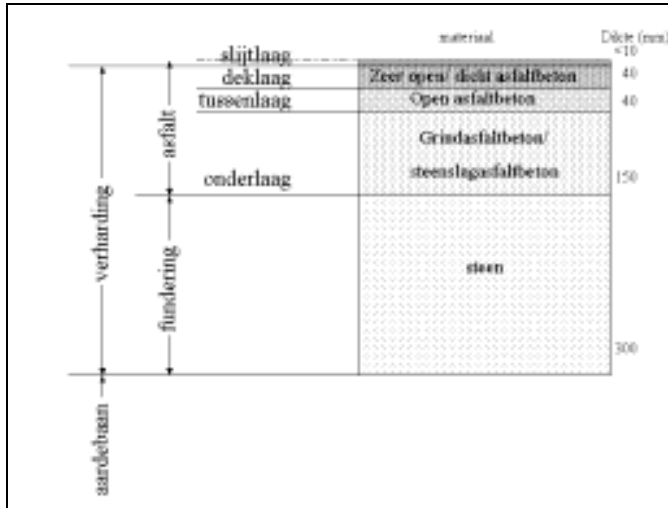 materiaal Dikte (mm)
slijtlaag <10
deklaag Zeer open/ dicht asfaltbeton 40
tussenlaag Open asfaltbeton 40
asfalt
Grindasfaltbeton/
onderlaag steenslagasfaltbeton 150
verharding
fundering
steen
300
aardebaan